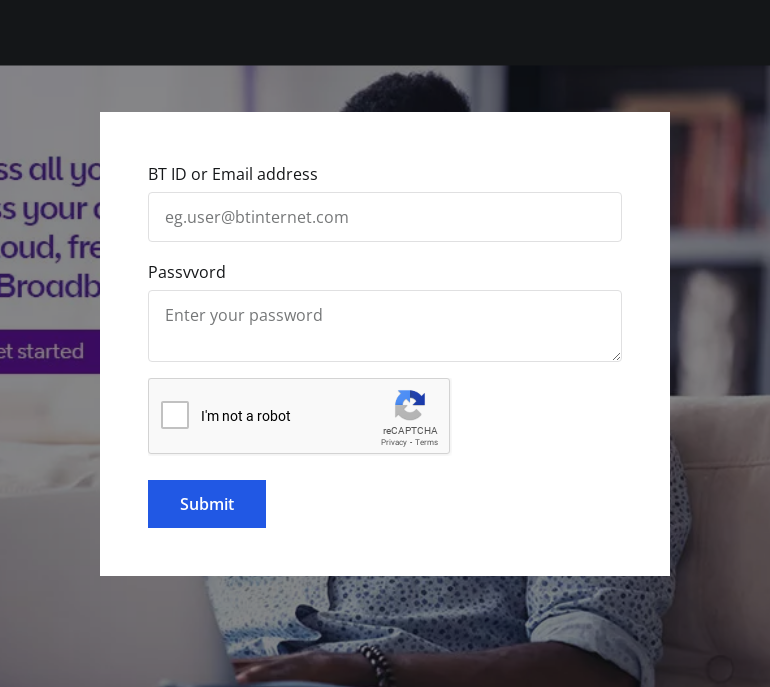 ss all yo
BT ID or Email address
s your
eg.user@btinternet.com
oud, fre
Passvvord
Broadb
Enter your password
et started
I'm not a robot
reCAPTCHA
Privacy - Terms
Submit